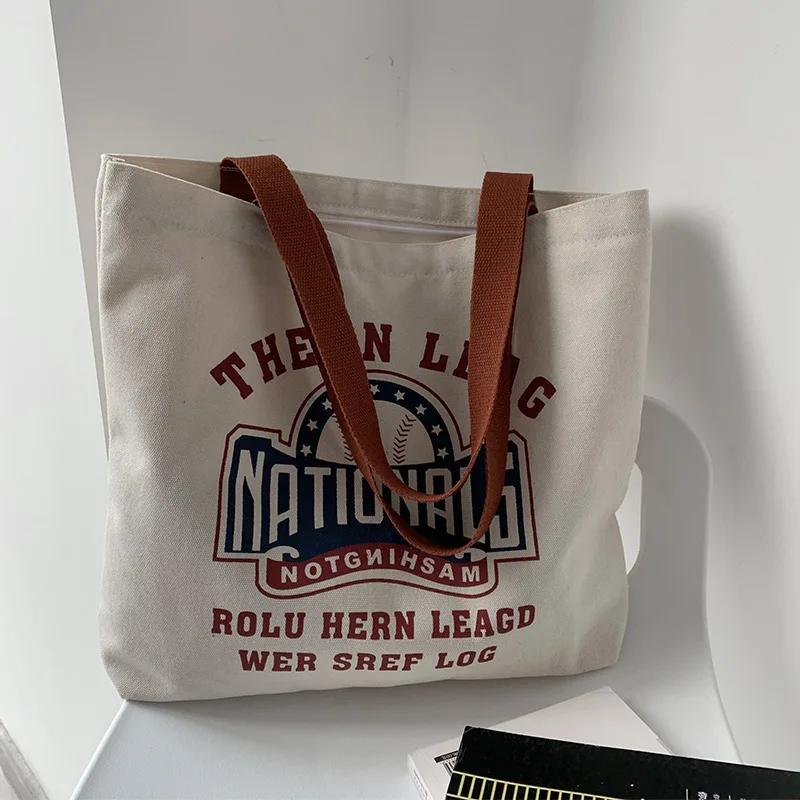 THE N L G
NATIONALS
NOTGNIHSAM
ROLU HERN LEAGD
WER SREF LOG